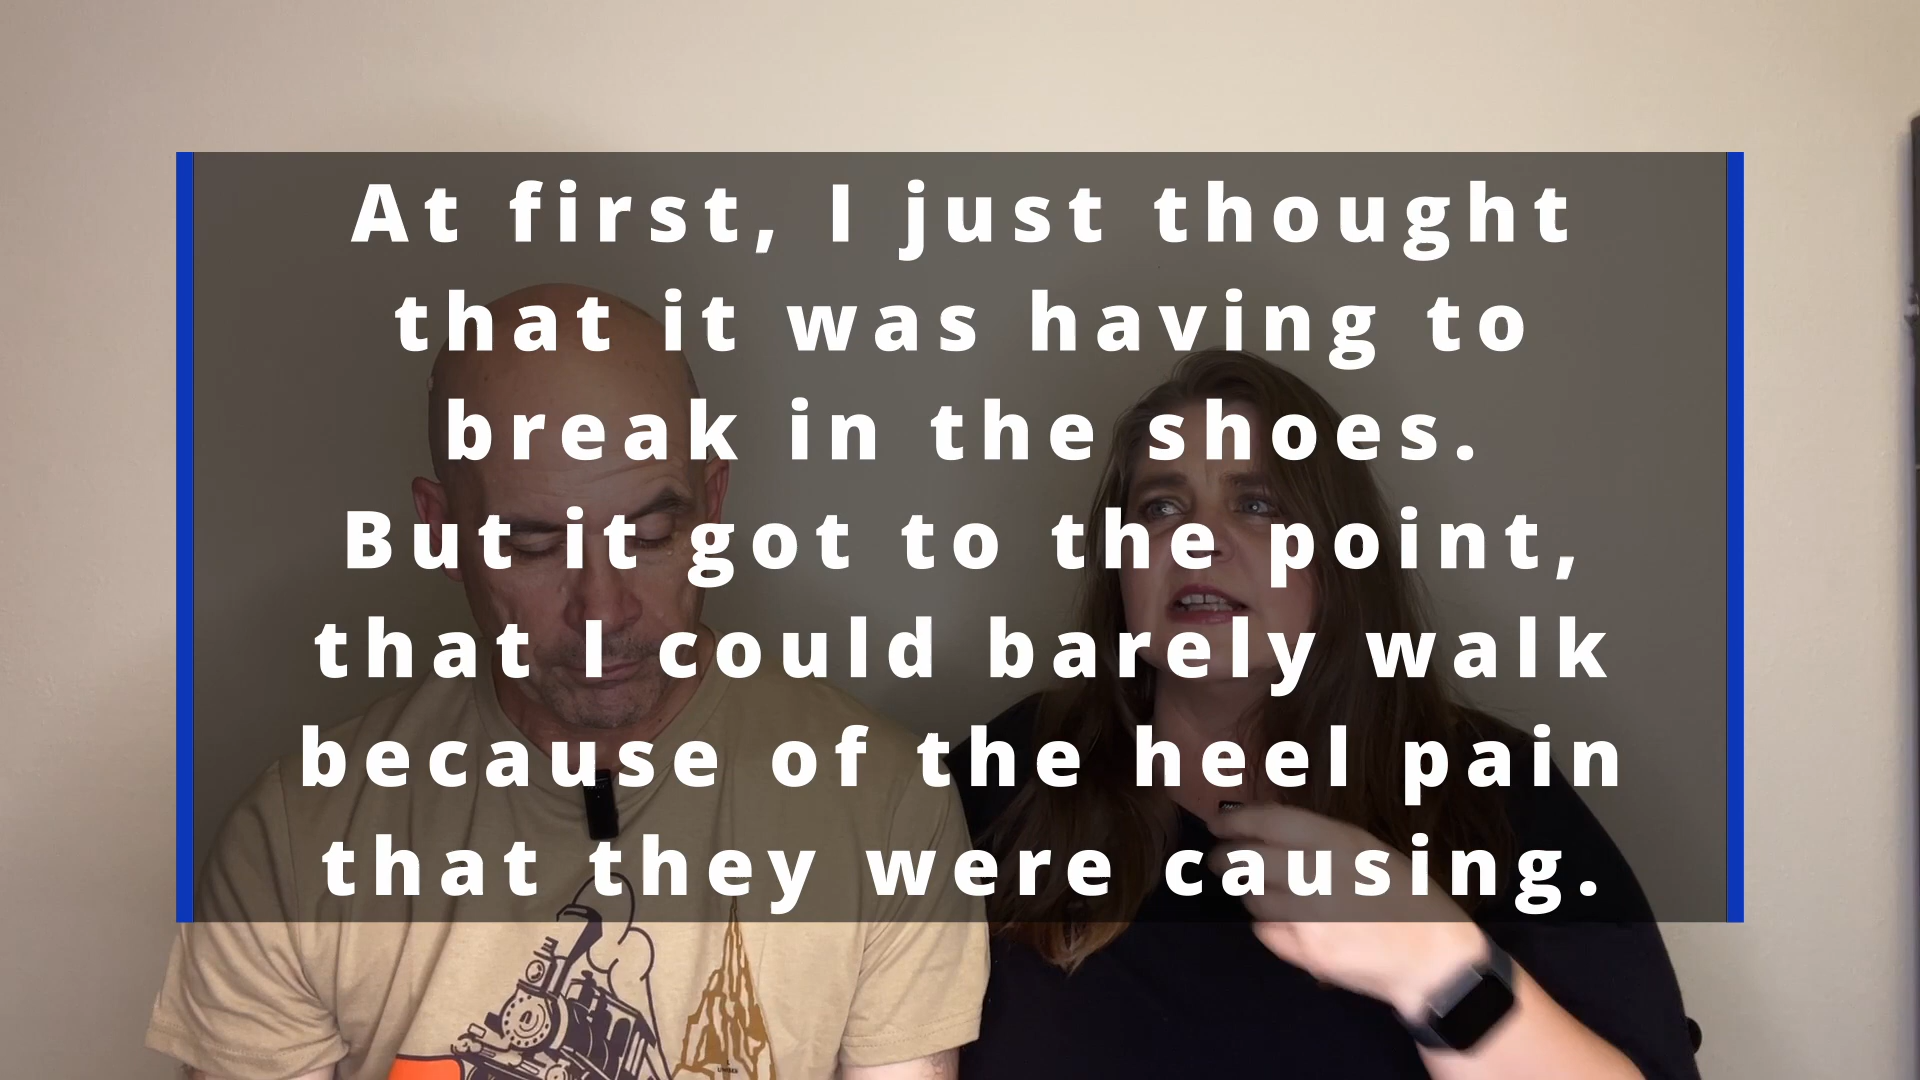 At first, I just thought
that it was having to
break in the shoes.
But it got to the point,
that I could barely walk
because of the heel pain
that they were causing.